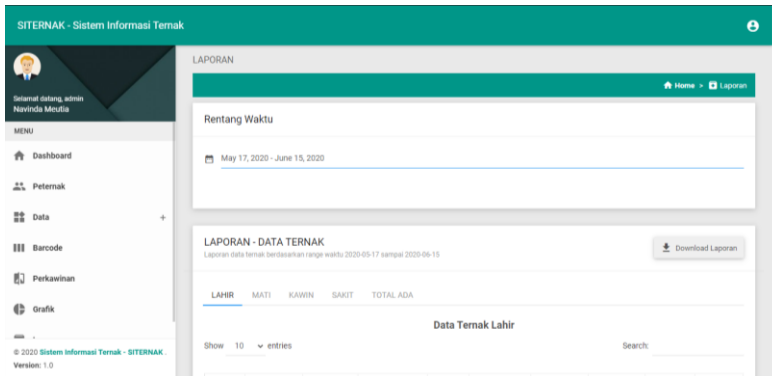 SITERNAK - Sistem Informasi Ternak
Selamat datang, admin
Navinda Meutia
MENU
Dashboard
Peternak
Data +
Barcode
Perkawinan
Grafik
© 2020 Sistem Informasi Ternak - SITERNAK.
Version: 1.0
LAPORAN
Home > Laporan
Rentang Waktu
May 17, 2020 - June 15, 2020
LAPORAN - DATA TERNAK
Laporan data ternak berdasarkan range waktu 2020-05-17 sampai 2020-06-15
Download Laporan
LAHIR MATI KAWIN SAKIT TOTAL ADA
Data Ternak Lahir
Show 10 entries
Search: